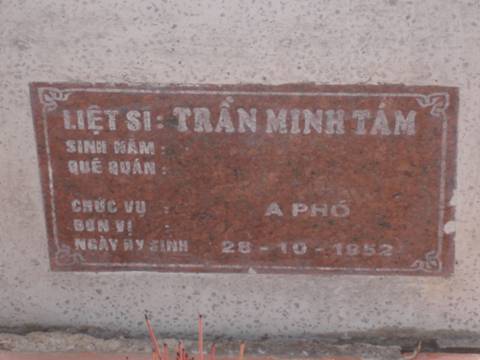 LIỆT SĨ : TRẦN MINH TÁM
SINH NĂM :
QUÊ QUÁN :
CHỨC VỤ : A PHÓ
ĐƠN VỊ :
NGÀY HY SINH 28 - 10 - 1952